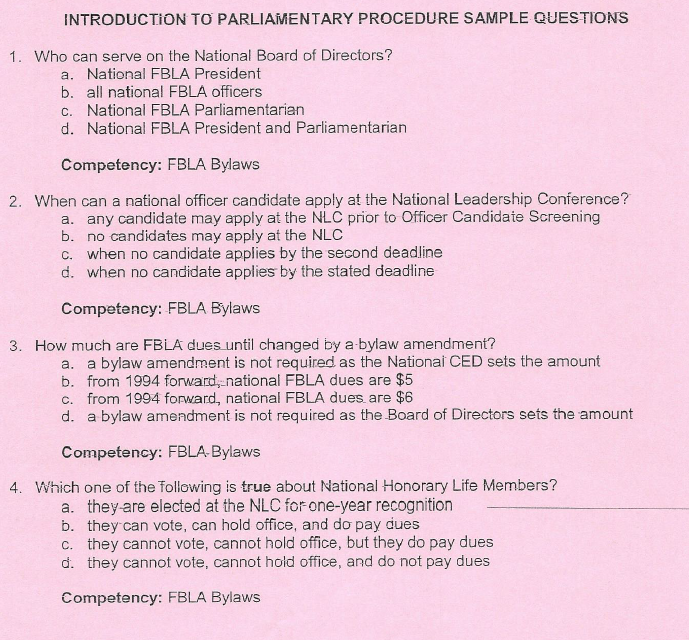 INTRODUCTION TO PARLIAMENTARY PROCEDURE SAMPLE QUESTIONS
1. Who can serve on the National Board of Directors?
a. National FBLA President
b. all national FBLA officers
c. National FBLA Parliamentarian
d. National FBLA President and Parliamentarian
Competency: FBLA Bylaws
2. When can a national officer candidate apply at the National Leadership Conference?
a. any candidate may apply at the NLC prior to Officer Candidate Screening
b. no candidates may apply at the NLC
c. when no candidate applies by the second deadline
d. when no candidate applies by the stated deadline
Competency: FBLA Bylaws
3. How much are FBLA dues until changed by a bylaw amendment?
a. a bylaw amendment is not required as the National CED sets the amount
b. from 1994 forward, national FBLA dues are $5
c. from 1994 forward, national FBLA dues are $6
d. a bylaw amendment is not required as the Board of Directors sets the amount
Competency: FBLA Bylaws
4. Which one of the following is true about National Honorary Life Members?
a. they are elected at the NLC for one-year recognition
b. they can vote, can hold office, and do pay dues
c. they cannot vote, cannot hold office, but they do pay dues
d. they cannot vote, cannot hold office, and do not pay dues
Competency: FBLA Bylaws